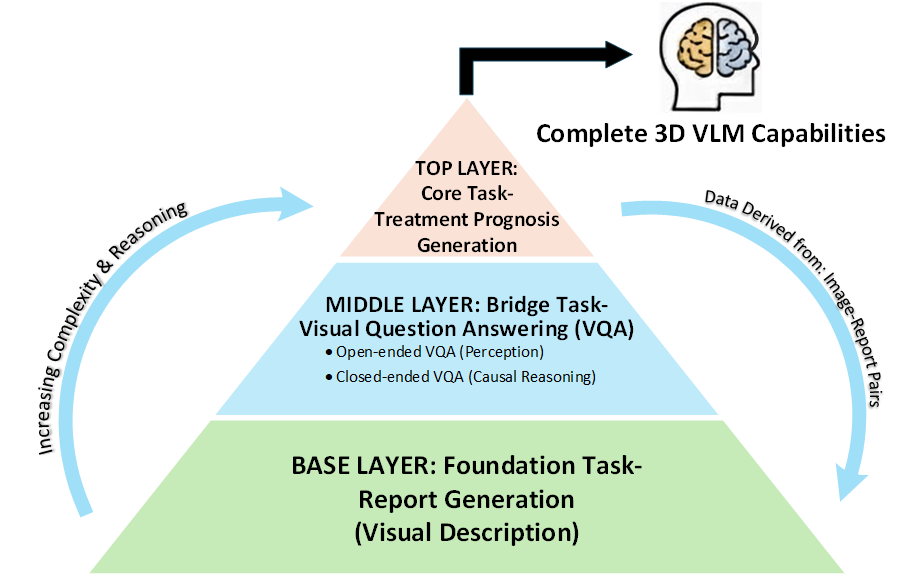 Complete 3D VLM Capabilities
TOP LAYER:
Core Task-
Treatment Prognosis
Generation
Increasing Complexity & Reasoning
Data Derived from: Image-Report Pairs
MIDDLE LAYER: Bridge Task-
Visual Question Answering (VQA)
• Open-ended VQA (Perception)
• Closed-ended VQA (Causal Reasoning)
BASE LAYER: Foundation Task-
Report Generation
(Visual Description)